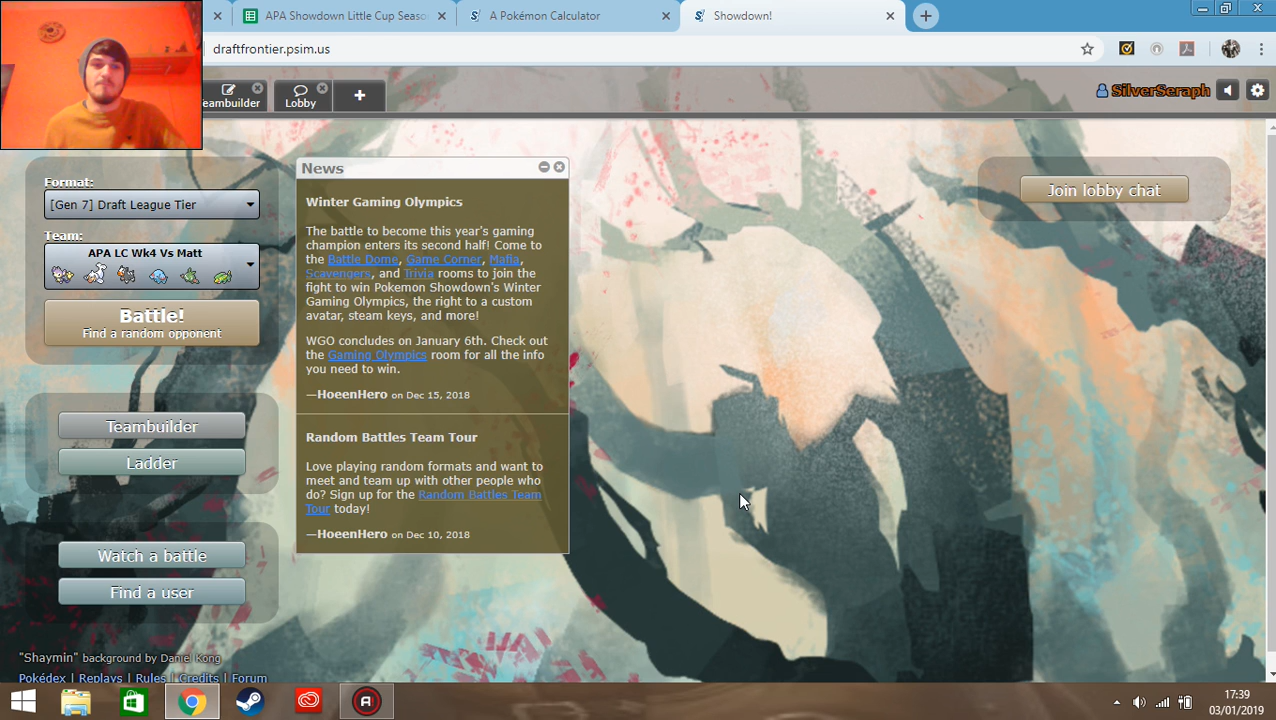 APA Showdown Little Cup Seaso
A Pokémon Calculator
Showdown!
draftfrontier.psim.us
eambuilder
Lobby
SilverSeraph
Format:
[Gen 7] Draft League Tier
Team:
APA LC Wk4 Vs Matt
Battle!
Find a random opponent
Teambuilder
Ladder
Watch a battle
Find a user
"Shaymin" background by Daniel Kong
Pokédex | Replays | Rules | Credits | Forum
News
Winter Gaming Olympics
The battle to become this year's gaming
champion enters its second half! Come to
the Battle Dome, Game Corner, Mafia,
Scavengers, and Trivia rooms to join the
fight to win Pokemon Showdown's Winter
Gaming Olympics, the right to a custom
avatar, steam keys, and more!
WGO concludes on January 6th. Check out
the Gaming Olympics room for all the info
you need to win.
—HoeenHero on Dec 15, 2018
Random Battles Team Tour
Love playing random formats and want to
meet and team up with other people who
do? Sign up for the Random Battles Team
Tour today!
—HoeenHero on Dec 10, 2018
Join lobby chat
17:39
03/01/2019